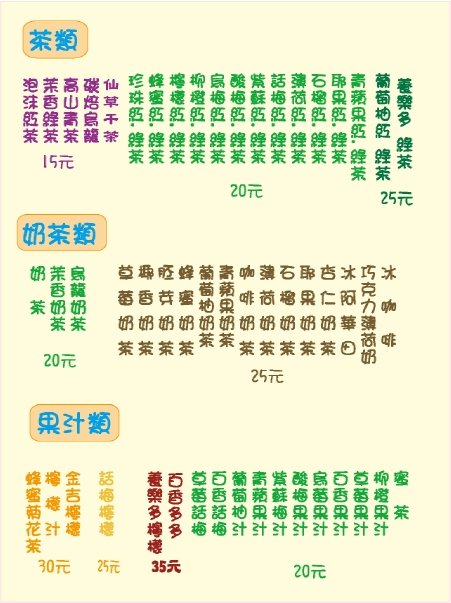 茶類
泡沫紅茶
茉香綠茶
高山青茶
碳焙烏龍
仙草干茶
15元
珍珠紅.綠茶
蜂蜜紅.綠茶
檸檬紅.綠茶
柳橙紅.綠茶
烏梅紅.綠茶
酸梅紅.綠茶
紫蘇紅.綠茶
話梅紅.綠茶
薄荷紅.綠茶
石榴紅.綠茶
椰果紅.綠茶
青蘋果紅.綠茶
20元
葡萄柚紅 綠茶
養樂多 綠茶
25元
奶茶類
奶茶
茉香奶茶
烏龍奶茶
20元
草莓奶茶
椰香奶茶
胚芽奶茶
蜂蜜奶茶
葡萄柚奶茶
青蘋果奶茶
咖啡奶茶
薄荷奶茶
石榴奶茶
椰果奶茶
杏仁奶茶
冰阿華田
巧克力薄荷奶
冰咖啡
25元
果汁類
蜂蜜菊花茶
檸檬汁
金吉檸檬
30元
話梅檸檬
25元
養樂多檸檬
百香多多
35元
草莓話梅
百香話梅
葡萄柚汁
青蘋果汁
紫蘇梅汁
酸梅果汁
烏莓果汁
百香果汁
草莓果汁
柳橙果汁
蜜茶
20元